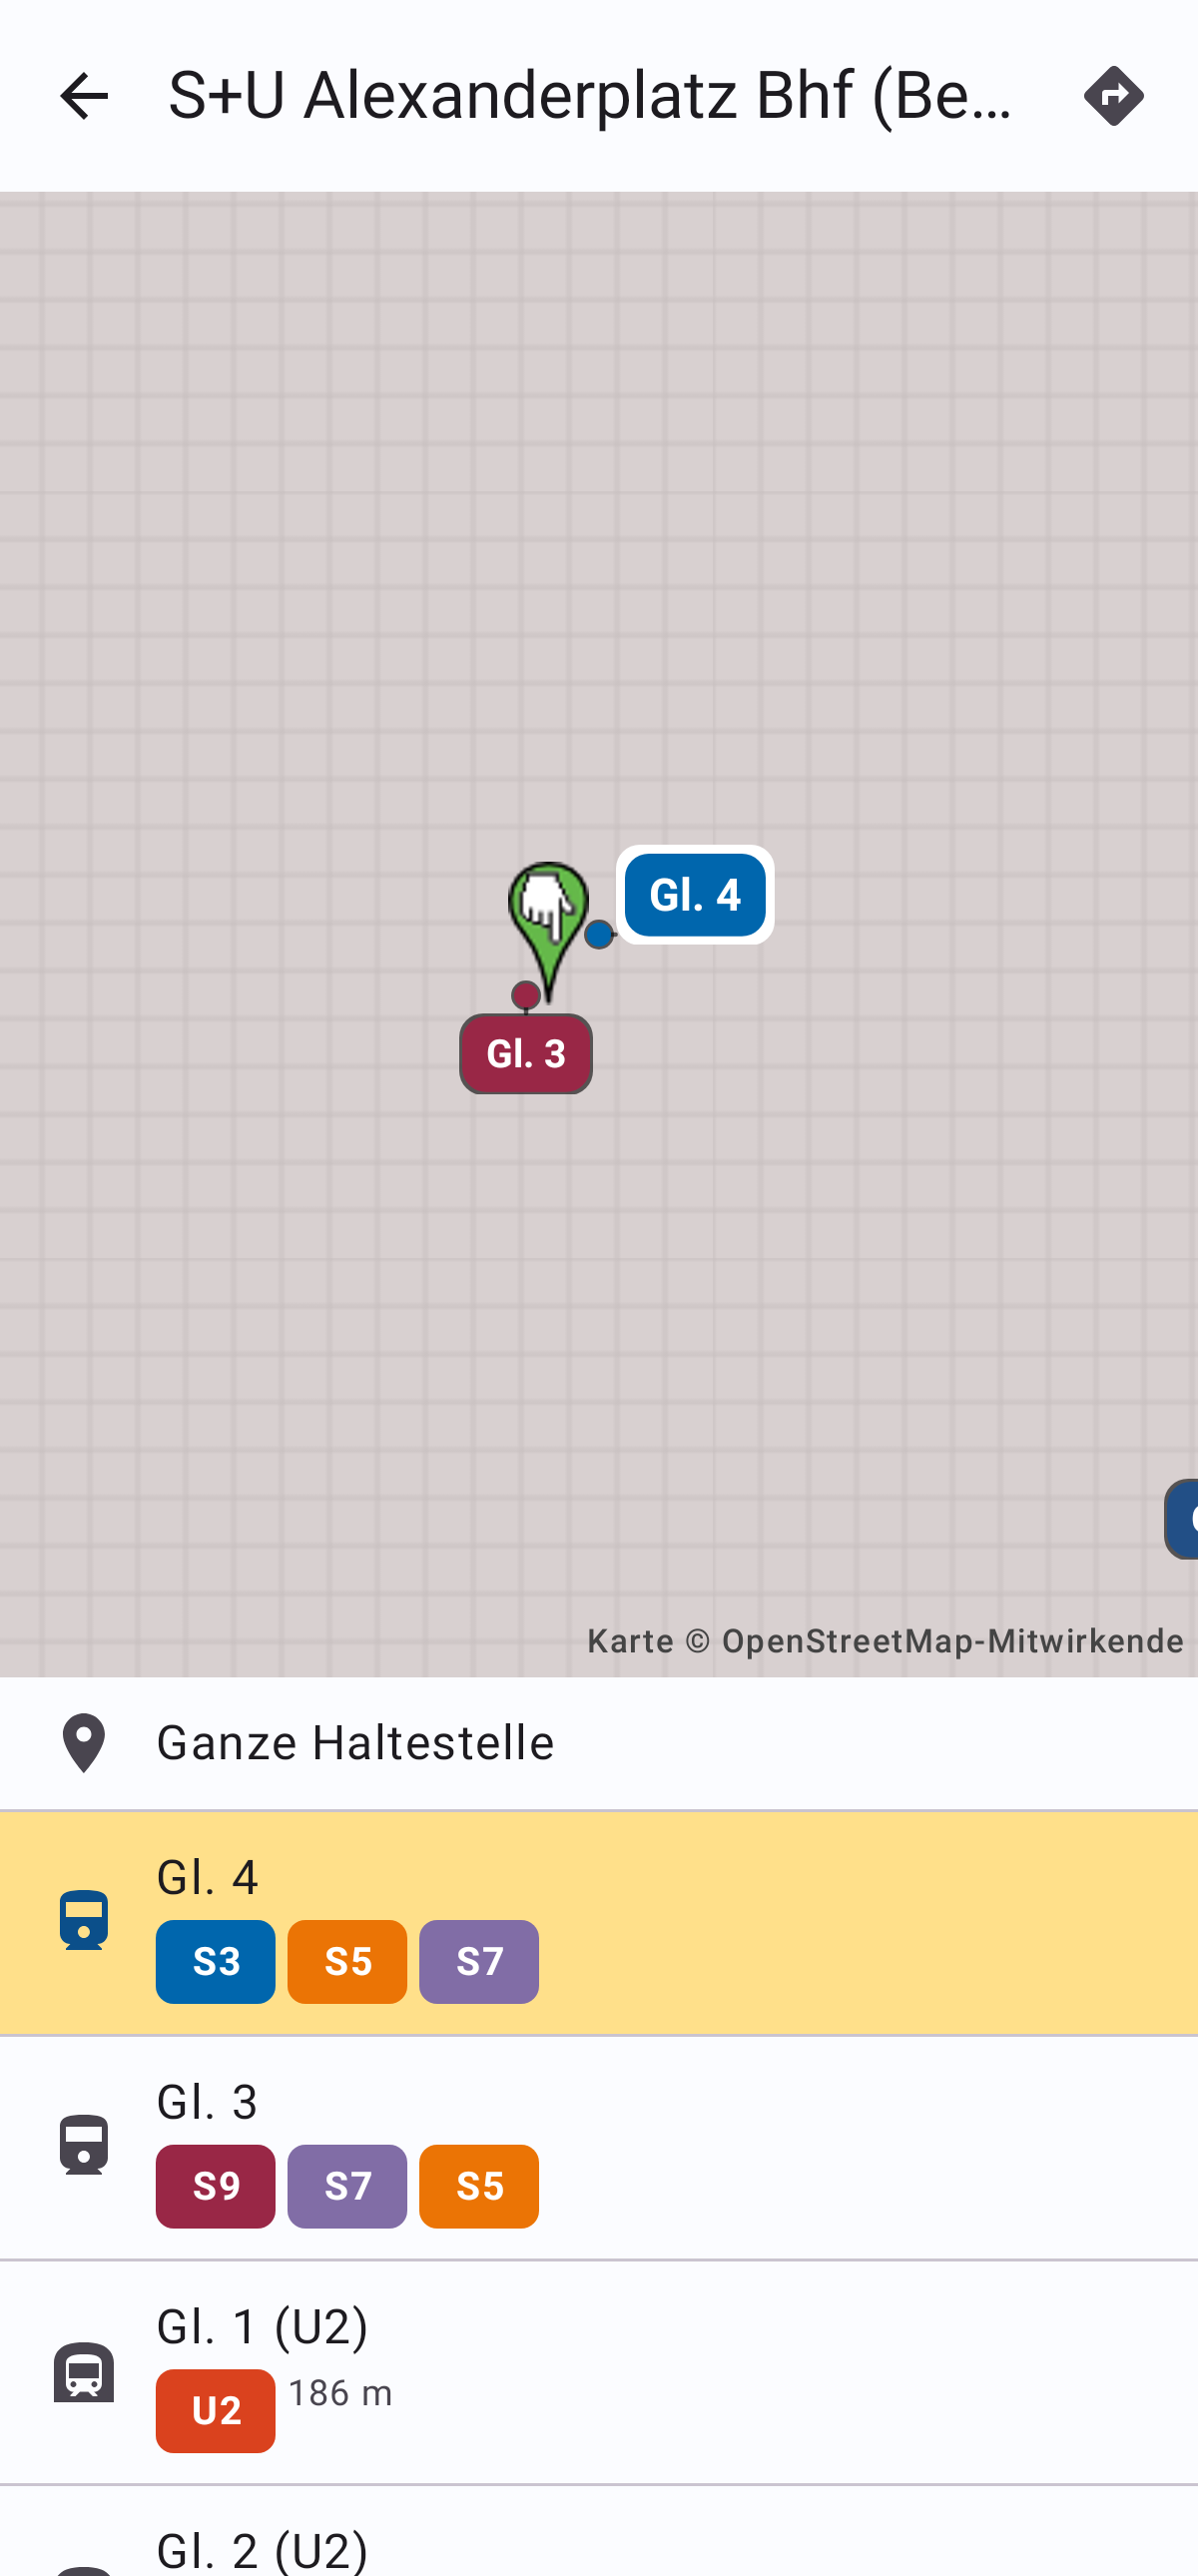 S+U Alexanderplatz Bhf (Be…
Gl. 4
Gl. 3
Karte © OpenStreetMap-Mitwirkende
Ganze Haltestelle
Gl. 4
S3 S5 S7
Gl. 3
S9 S7 S5
Gl. 1 (U2)
U2 186 m
Gl. 2 (U2)